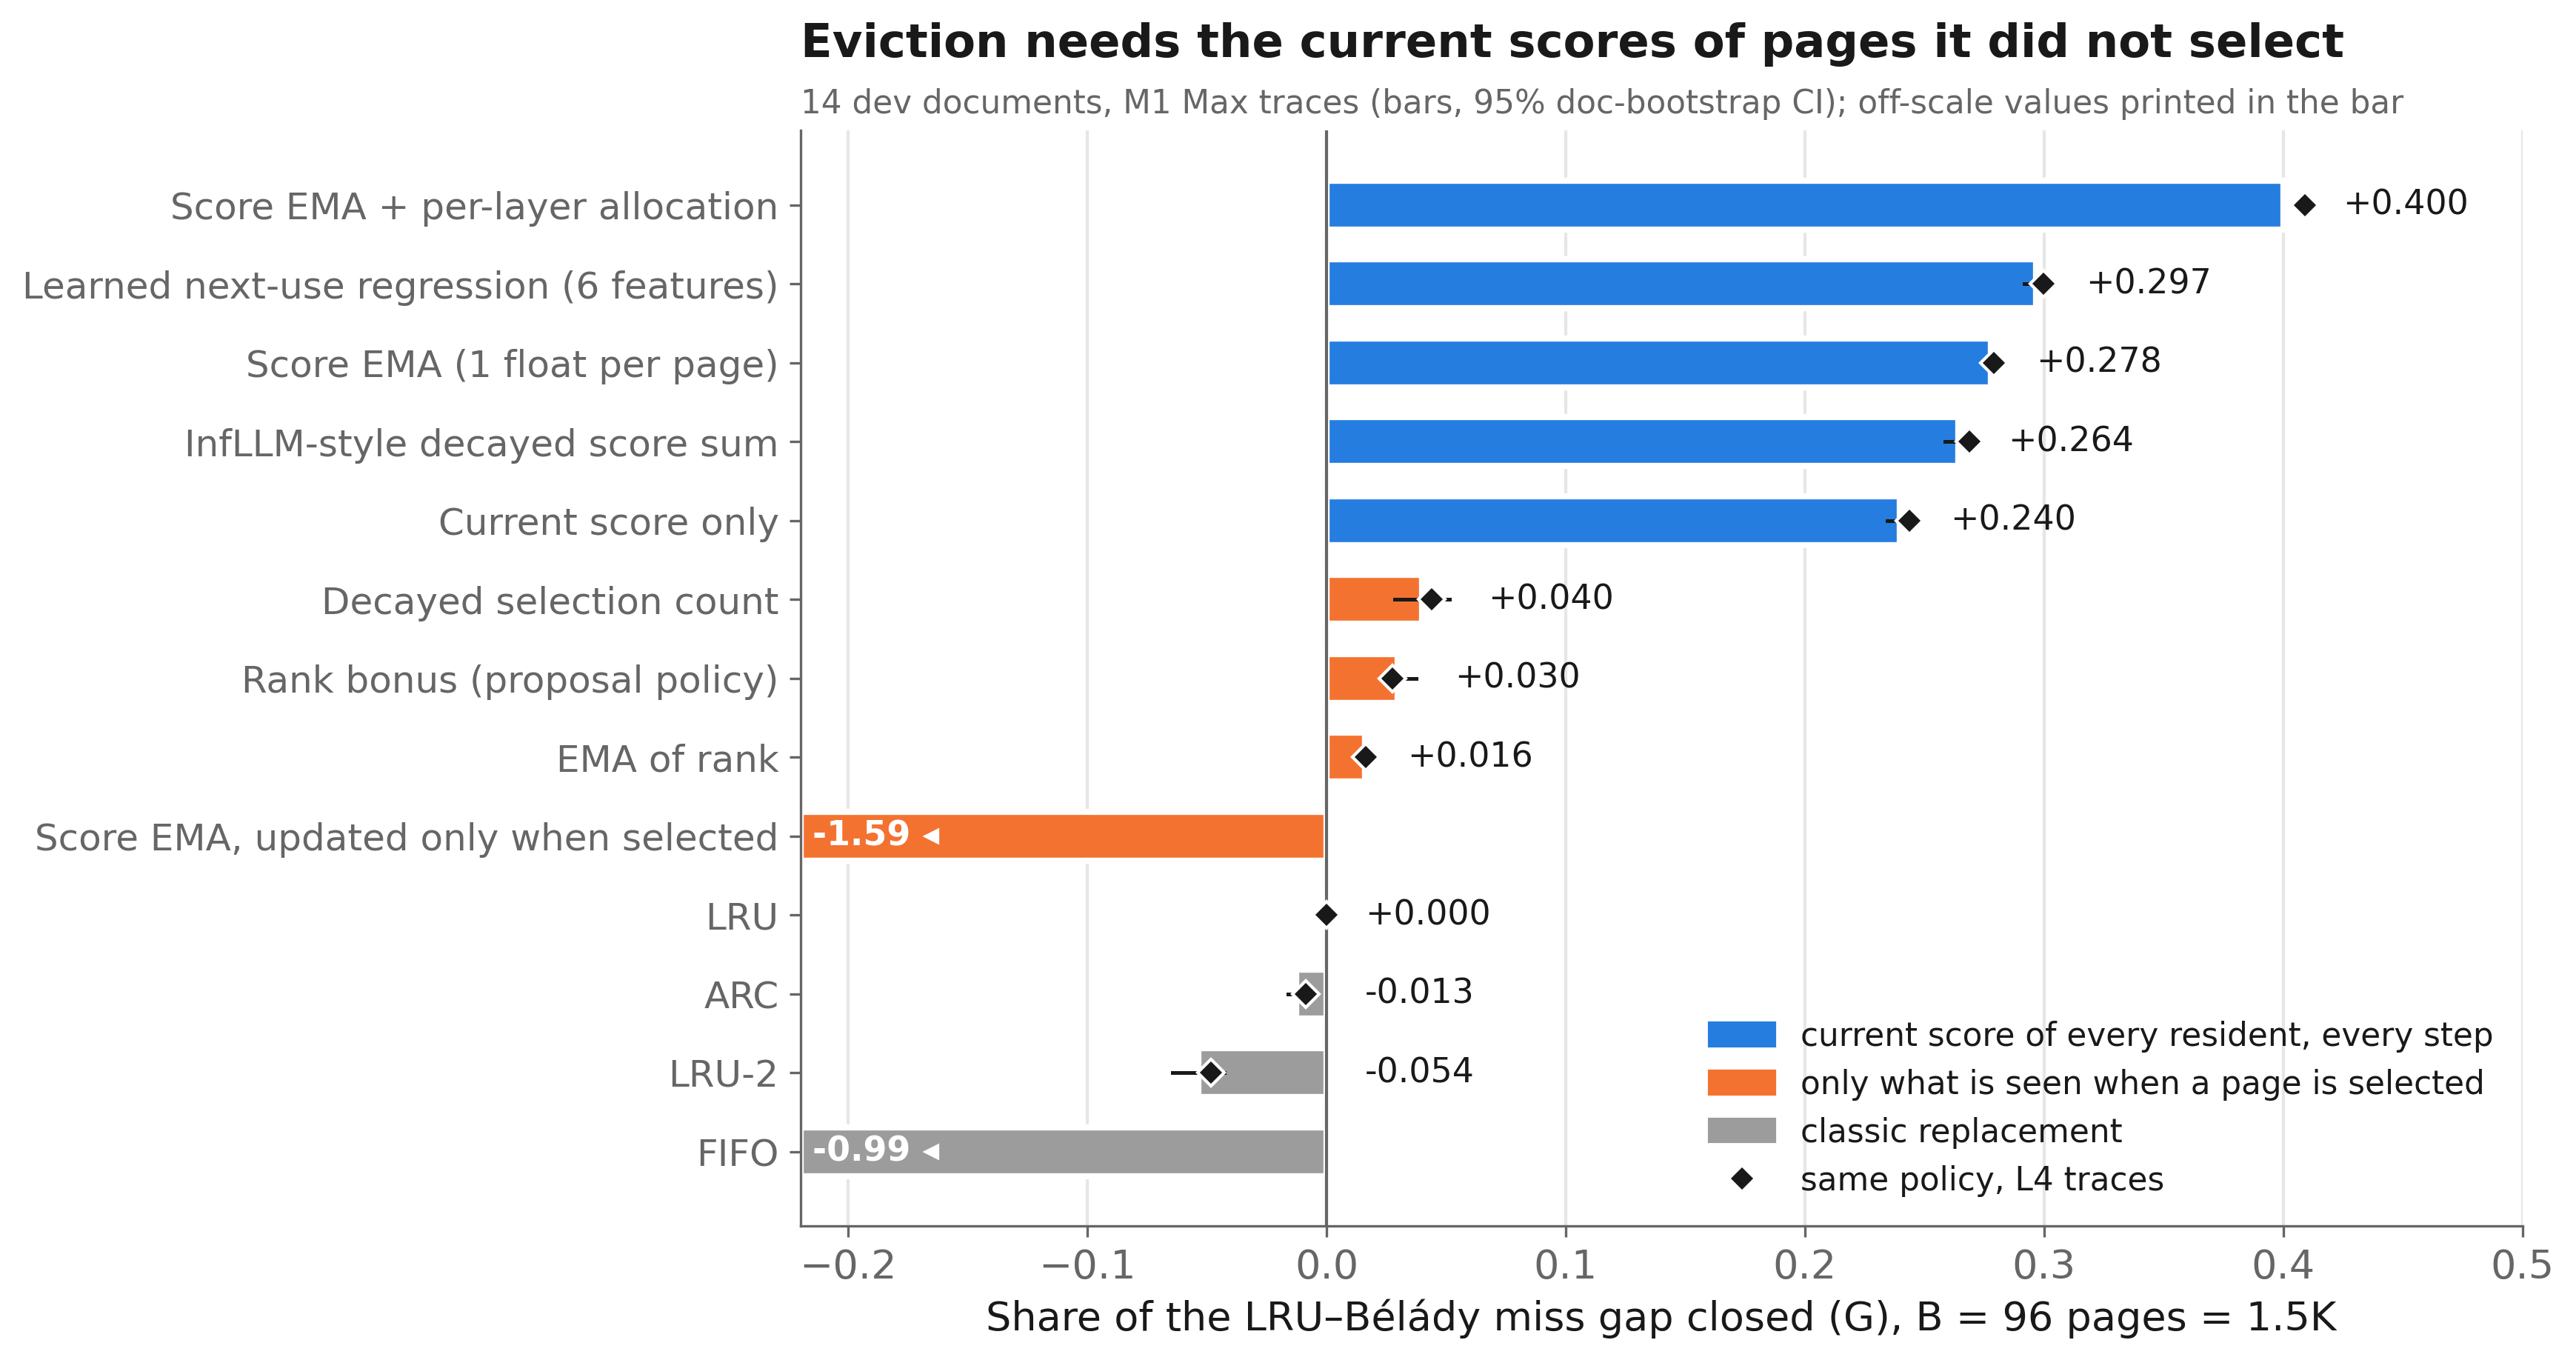 Eviction needs the current scores of pages it did not select
14 dev documents, M1 Max traces (bars, 95% doc-bootstrap CI); off-scale values printed in the bar
Score EMA + per-layer allocation
+0.400
Learned next-use regression (6 features)
+0.297
Score EMA (1 float per page)
+0.278
InfLLM-style decayed score sum
+0.264
Current score only
+0.240
Decayed selection count
+0.040
Rank bonus (proposal policy)
+0.030
EMA of rank
+0.016
Score EMA, updated only when selected
-1.59 ◂
LRU
+0.000
ARC
-0.013
LRU-2
-0.054
FIFO
-0.99 ◂
current score of every resident, every step
only what is seen when a page is selected
classic replacement
same policy, L4 traces
−0.2 −0.1 0.0 0.1 0.2 0.3 0.4 0.5
Share of the LRU–Bélády miss gap closed (G), B = 96 pages = 1.5K